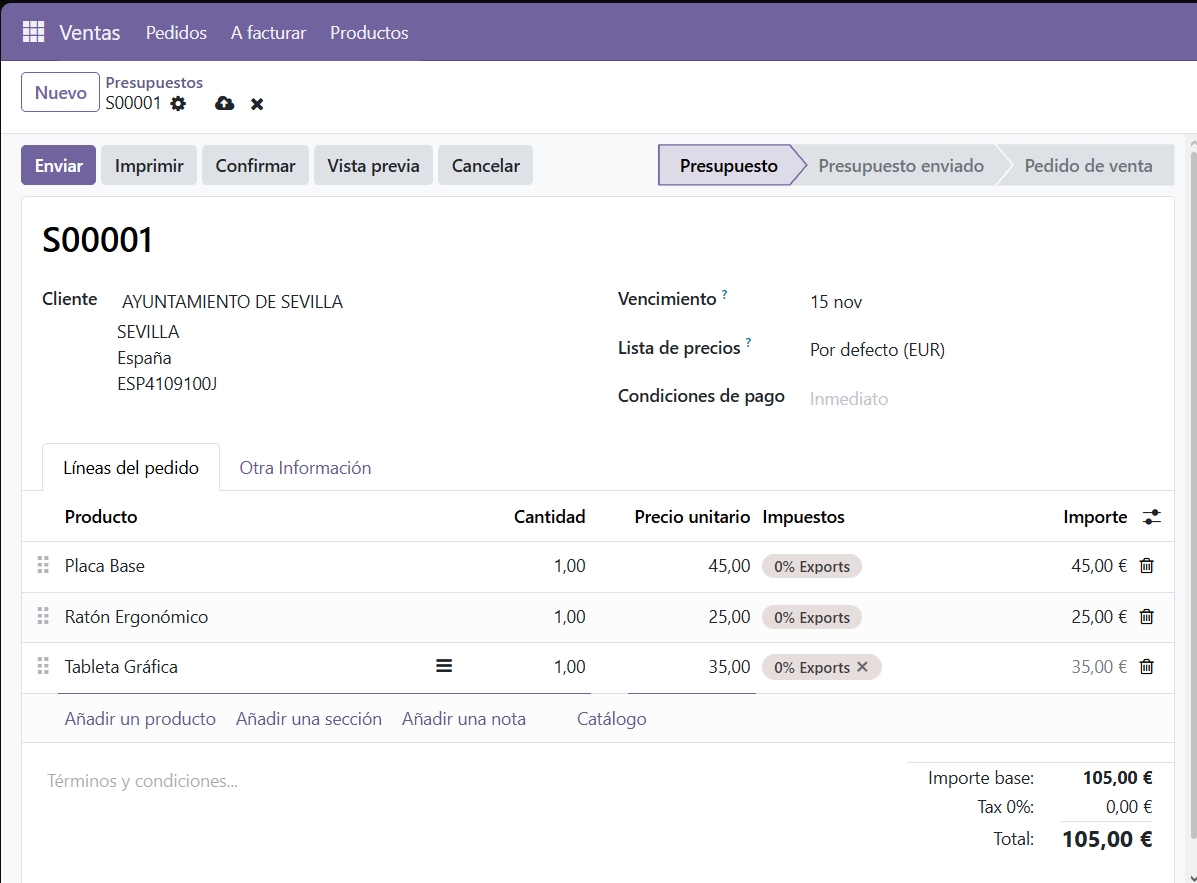 Ventas Pedidos A facturar Productos
Nuevo
Presupuestos
S00001
Enviar Imprimir Confirmar Vista previa Cancelar Presupuesto Presupuesto enviado Pedido de venta
S00001
Cliente AYUNTAMIENTO DE SEVILLA
SEVILLA
España
ESP4109100J
Vencimiento ? 15 nov
Lista de precios ? Por defecto (EUR)
Condiciones de pago Inmediato
Líneas del pedido Otra Información
Producto Cantidad Precio unitario Impuestos Importe
Placa Base 1,00 45,00 0% Exports 45,00 €
Ratón Ergonómico 1,00 25,00 0% Exports 25,00 €
Tableta Gráfica 1,00 35,00 0% Exports 35,00 €
Añadir un producto Añadir una sección Añadir una nota Catálogo
Términos y condiciones...
Importe base: 105,00 €
Tax 0%: 0,00 €
Total: 105,00 €